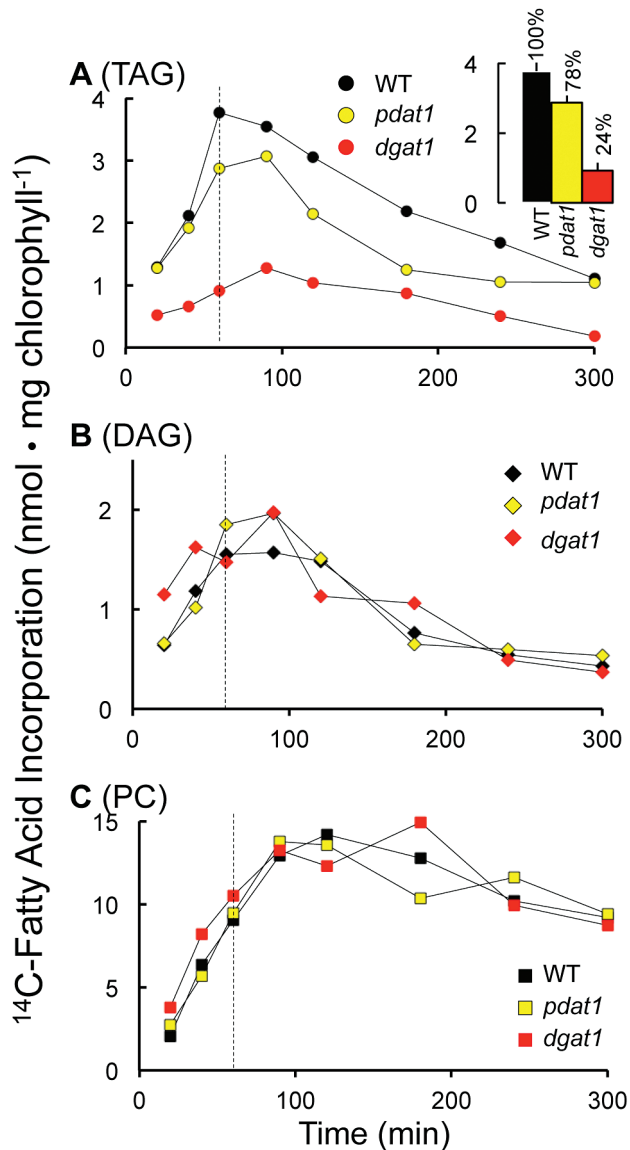 ¹⁴C-Fatty Acid Incorporation (nmol • mg chlorophyll⁻¹)
A (TAG)
WT
pdat1
dgat1
4
3
2
1
0
0 100 200 300
4
2
0
100%
78%
24%
WT
pdat1
dgat1
B (DAG)
WT
pdat1
dgat1
2
1
0
0 100 200 300
C (PC)
15
10
5
0
WT
pdat1
dgat1
0 100 200 300
Time (min)